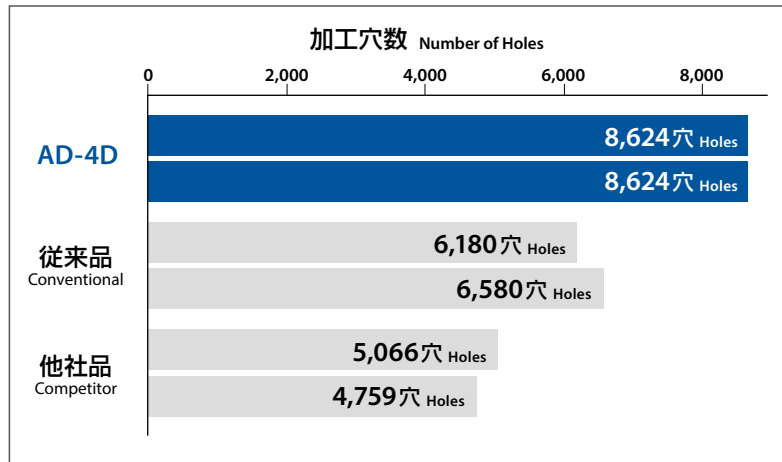 加工穴数 Number of Holes
0 2,000 4,000 6,000 8,000
AD-4D
8,624穴 Holes
8,624穴 Holes
従来品
Conventional
6,180穴 Holes
6,580穴 Holes
他社品
Competitor
5,066穴 Holes
4,759穴 Holes